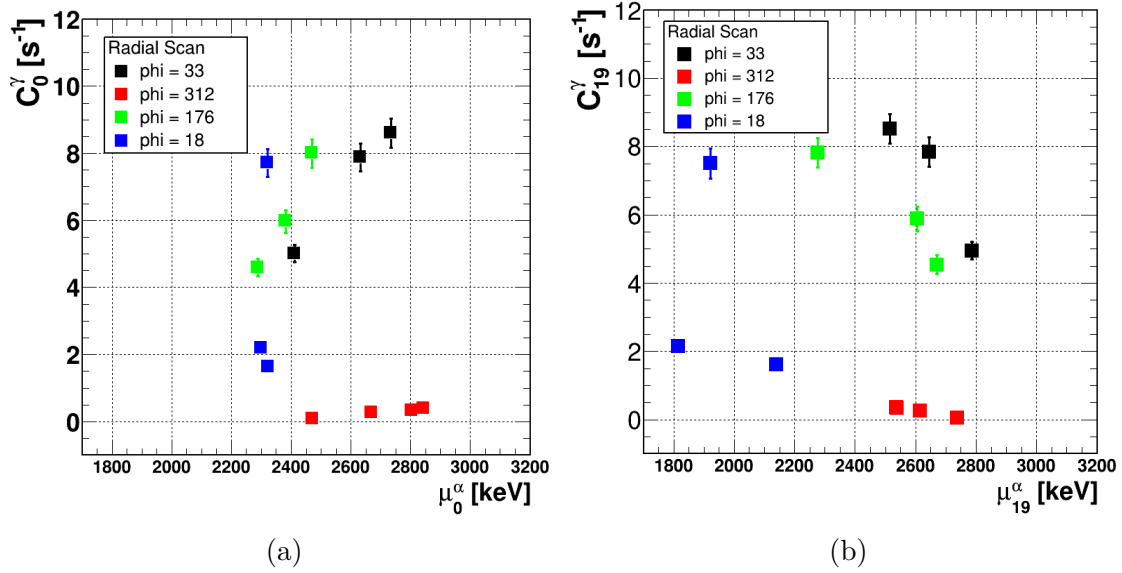 C₀^γ [s⁻¹]
12
10
8
6
4
2
0
Radial Scan
phi = 33
phi = 312
phi = 176
phi = 18
1800 2000 2200 2400 2600 2800 3000 3200
μ₀^α [keV]
(a)
C₁₉^γ [s⁻¹]
12
10
8
6
4
2
0
Radial Scan
phi = 33
phi = 312
phi = 176
phi = 18
1800 2000 2200 2400 2600 2800 3000 3200
μ₁₉^α [keV]
(b)